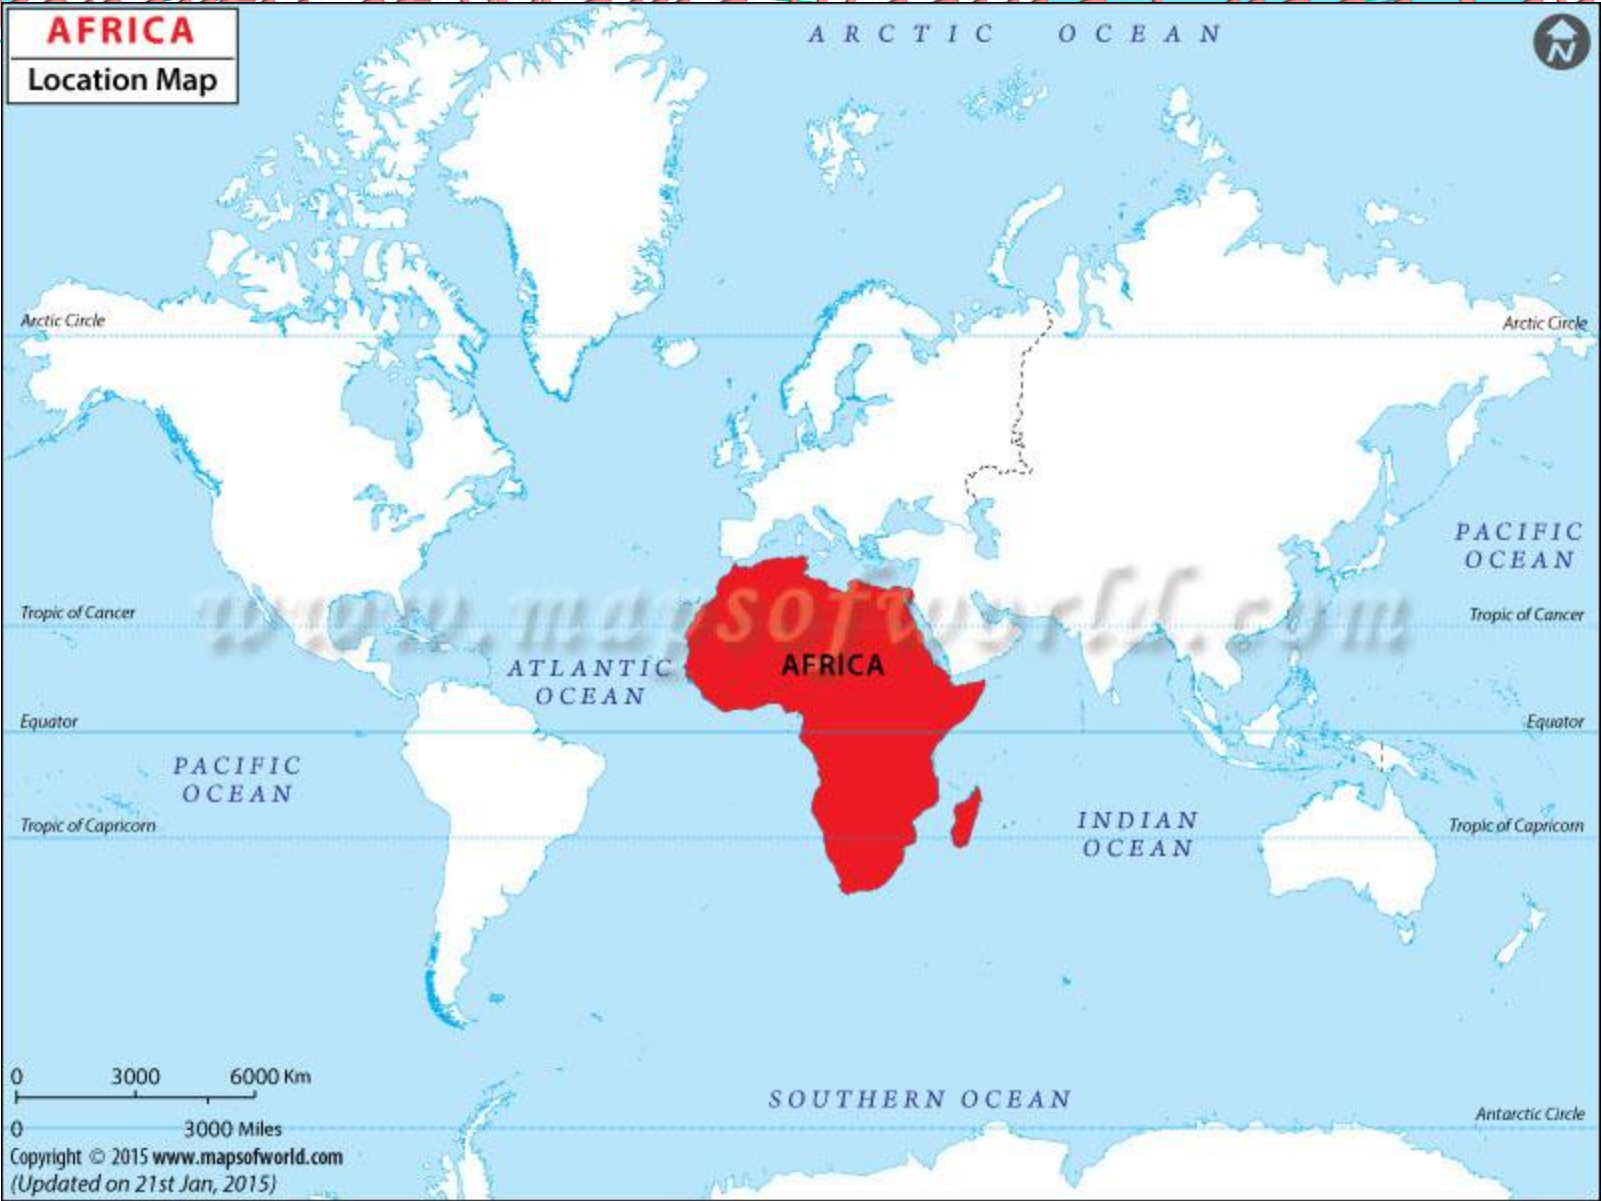 AFRICA
Location Map
ARCTIC OCEAN
N
Arctic Circle
Arctic Circle
PACIFIC
OCEAN
Tropic of Cancer
Tropic of Cancer
www.mapsofworld.com
ATLANTIC
OCEAN
AFRICA
Equator
Equator
PACIFIC
OCEAN
INDIAN
OCEAN
Tropic of Capricorn
Tropic of Capricorn
0 3000 6000 Km
0 3000 Miles
SOUTHERN OCEAN
Antarctic Circle
Copyright © 2015 www.mapsofworld.com
(Updated on 21st Jan, 2015)